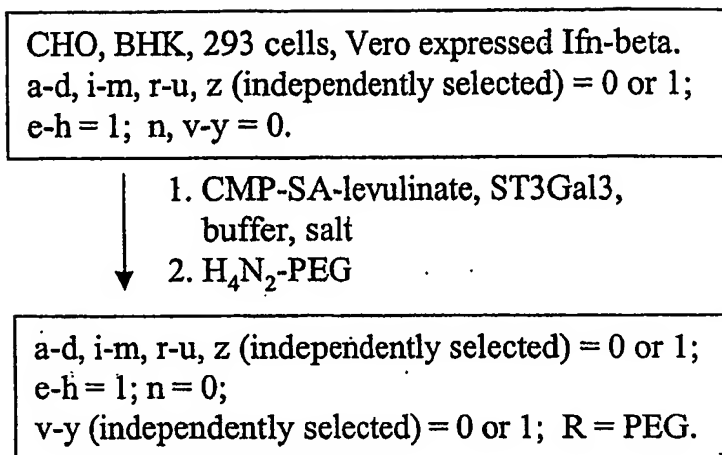 CHO, BHK, 293 cells, Vero expressed Ifn-beta.
a-d, i-m, r-u, z (independently selected) = 0 or 1;
e-h = 1; n, v-y = 0.
1. CMP-SA-levulinate, ST3Gal3,
buffer, salt
2. H₄N₂-PEG
a-d, i-m, r-u, z (independently selected) = 0 or 1;
e-h = 1; n = 0;
v-y (independently selected) = 0 or 1; R = PEG.